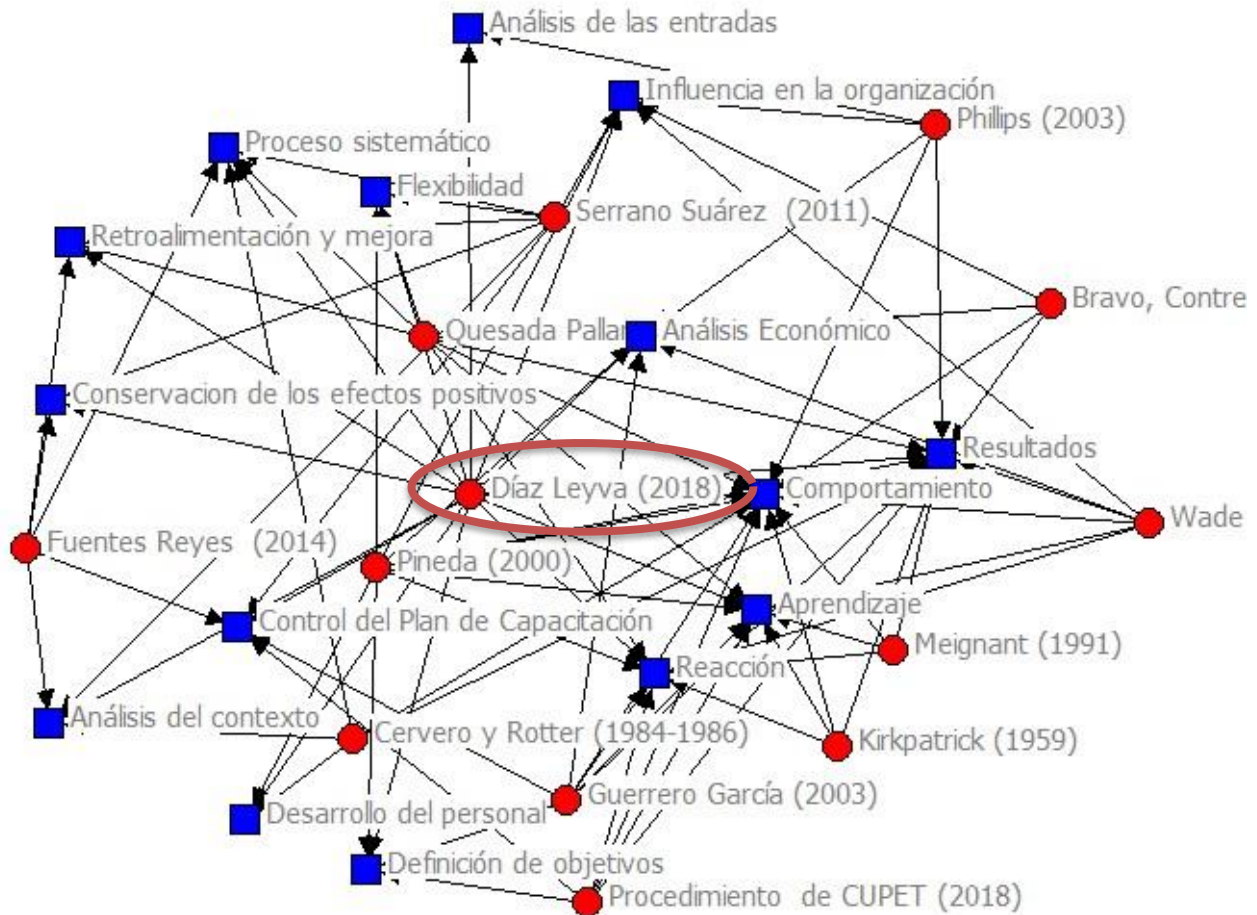 Análisis de las entradas
Influencia en la organización
Phillips (2003)
Proceso sistemático
Flexibilidad
Serrano Suárez (2011)
Retroalimentación y mejora
Bravo, Contre
Quesada Palla
Análisis Económico
Conservacion de los efectos positivos
Resultados
Díaz Leyva (2018)
Comportamiento
Wade
Fuentes Reyes (2014)
Pineda (2000)
Aprendizaje
Control del Plan de Capacitación
Meignant (1991)
Reacción
Análisis del contexto
Cervero y Rotter (1984-1986)
Kirkpatrick (1959)
Guerrero García (2003)
Desarrollo del personal
Definición de objetivos
Procedimiento de CUPET (2018)